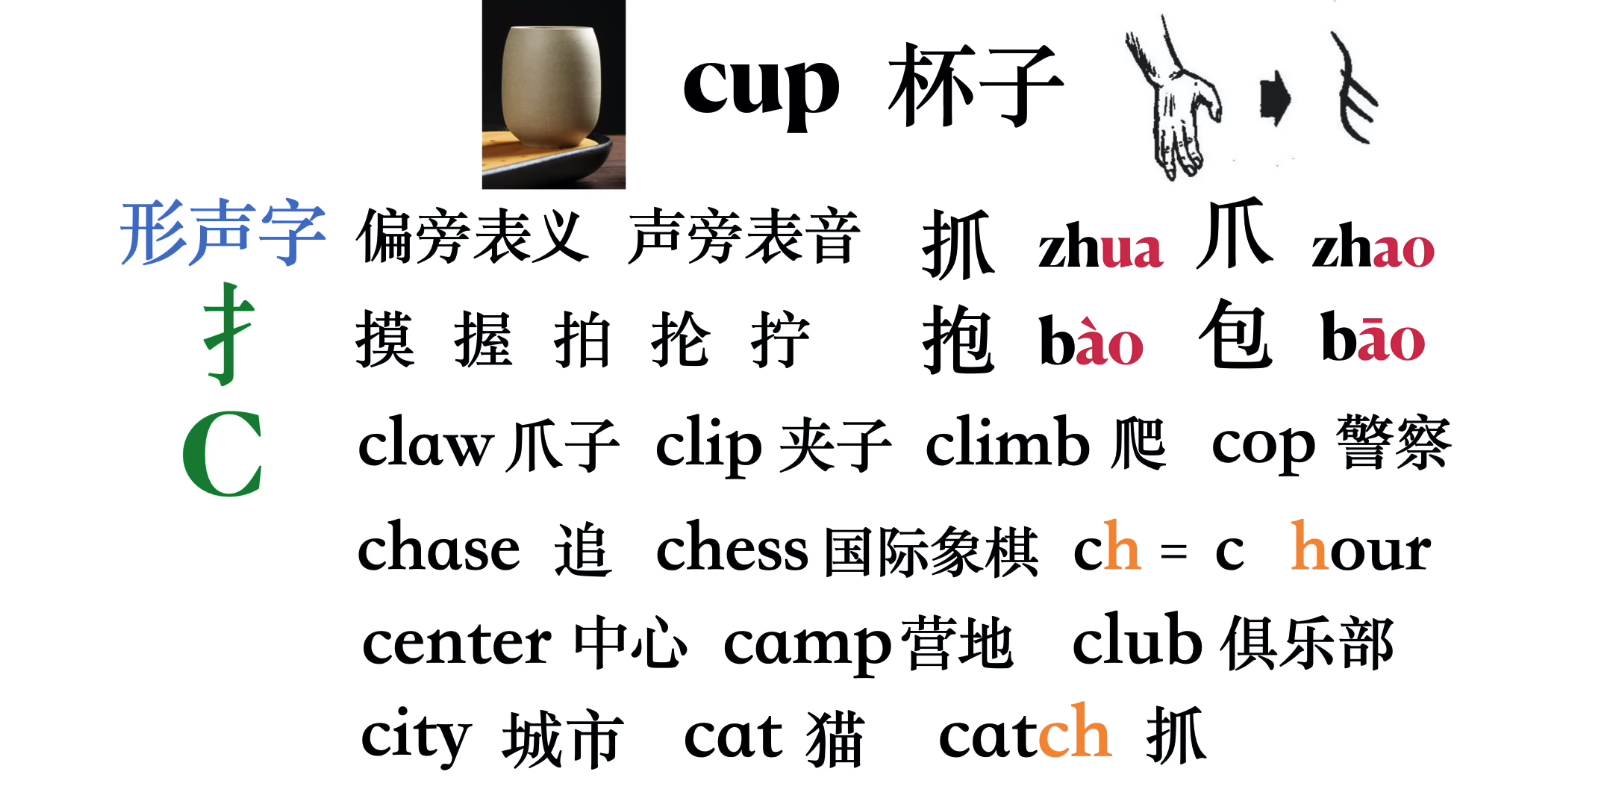 cup 杯子
形声字 偏旁表义 声旁表音 抓 zhua 爪 zhao
扌 摸 握 拍 抡 拧 抱 bào 包 bāo
C claw 爪子 clip 夹子 climb 爬 cop 警察
chase 追 chess 国际象棋 ch = c hour
center 中心 camp 营地 club 俱乐部
city 城市 cat 猫 catch 抓